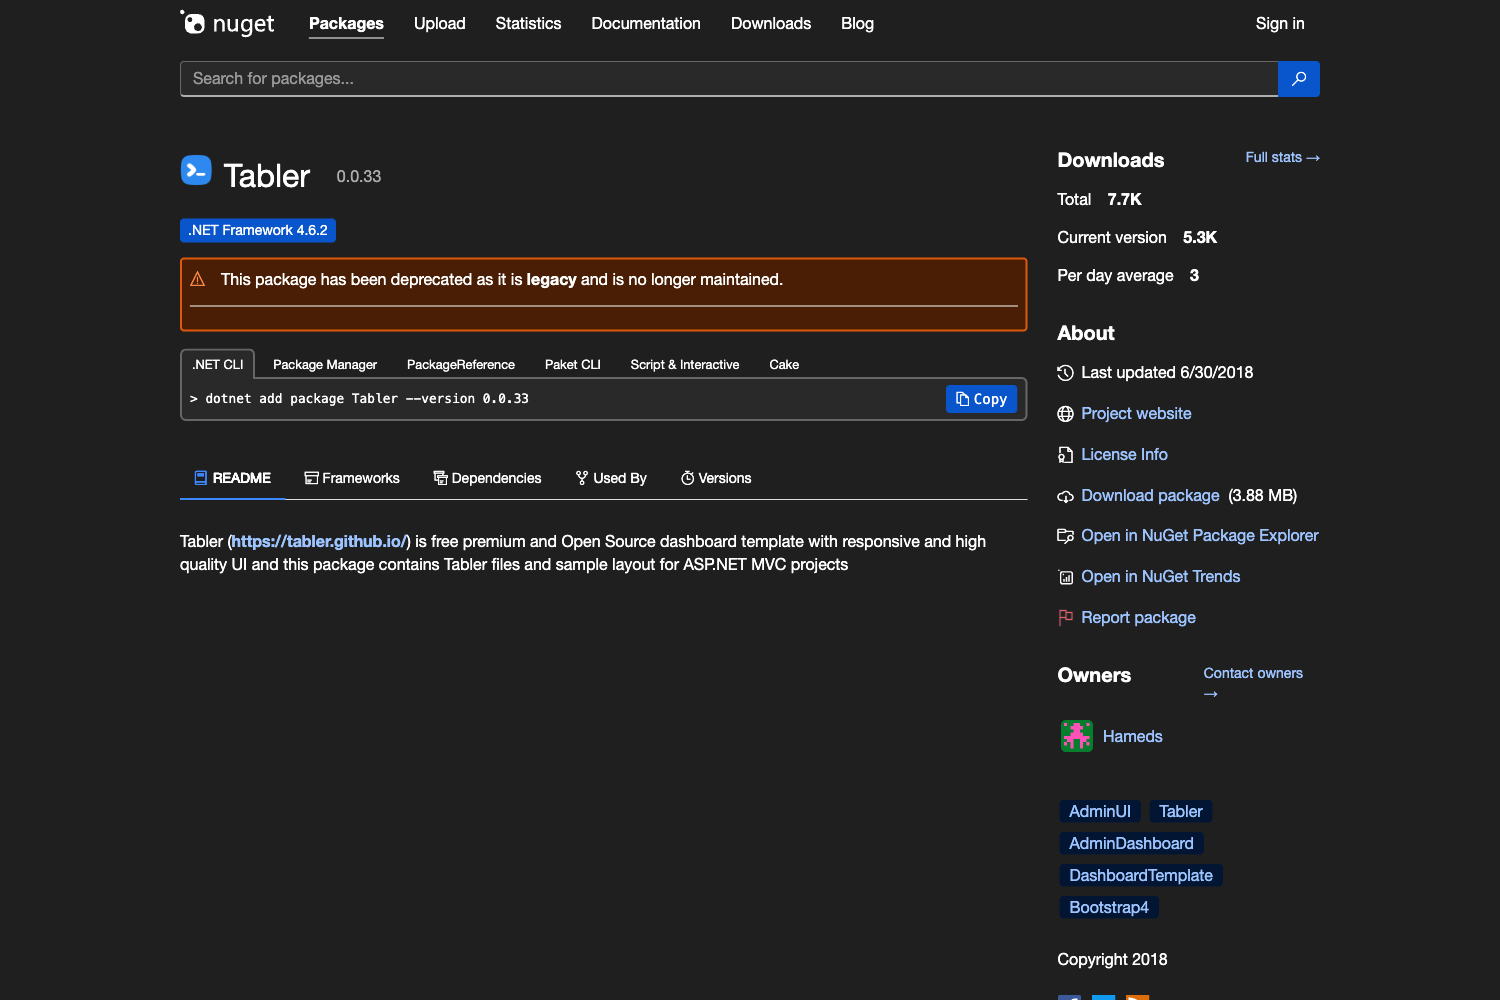 nuget
Packages
Upload
Statistics
Documentation
Downloads
Blog
Sign in
Search for packages...
Tabler 0.0.33
.NET Framework 4.6.2
This package has been deprecated as it is legacy and is no longer maintained.
.NET CLI
Package Manager
PackageReference
Paket CLI
Script & Interactive
Cake
> dotnet add package Tabler --version 0.0.33
Copy
README
Frameworks
Dependencies
Used By
Versions
Tabler (https://tabler.github.io/) is free premium and Open Source dashboard template with responsive and high
quality UI and this package contains Tabler files and sample layout for ASP.NET MVC projects
Downloads
Full stats →
Total 7.7K
Current version 5.3K
Per day average 3
About
Last updated 6/30/2018
Project website
License Info
Download package (3.88 MB)
Open in NuGet Package Explorer
Open in NuGet Trends
Report package
Owners
Contact owners
→
Hameds
AdminUI
Tabler
AdminDashboard
DashboardTemplate
Bootstrap4
Copyright 2018